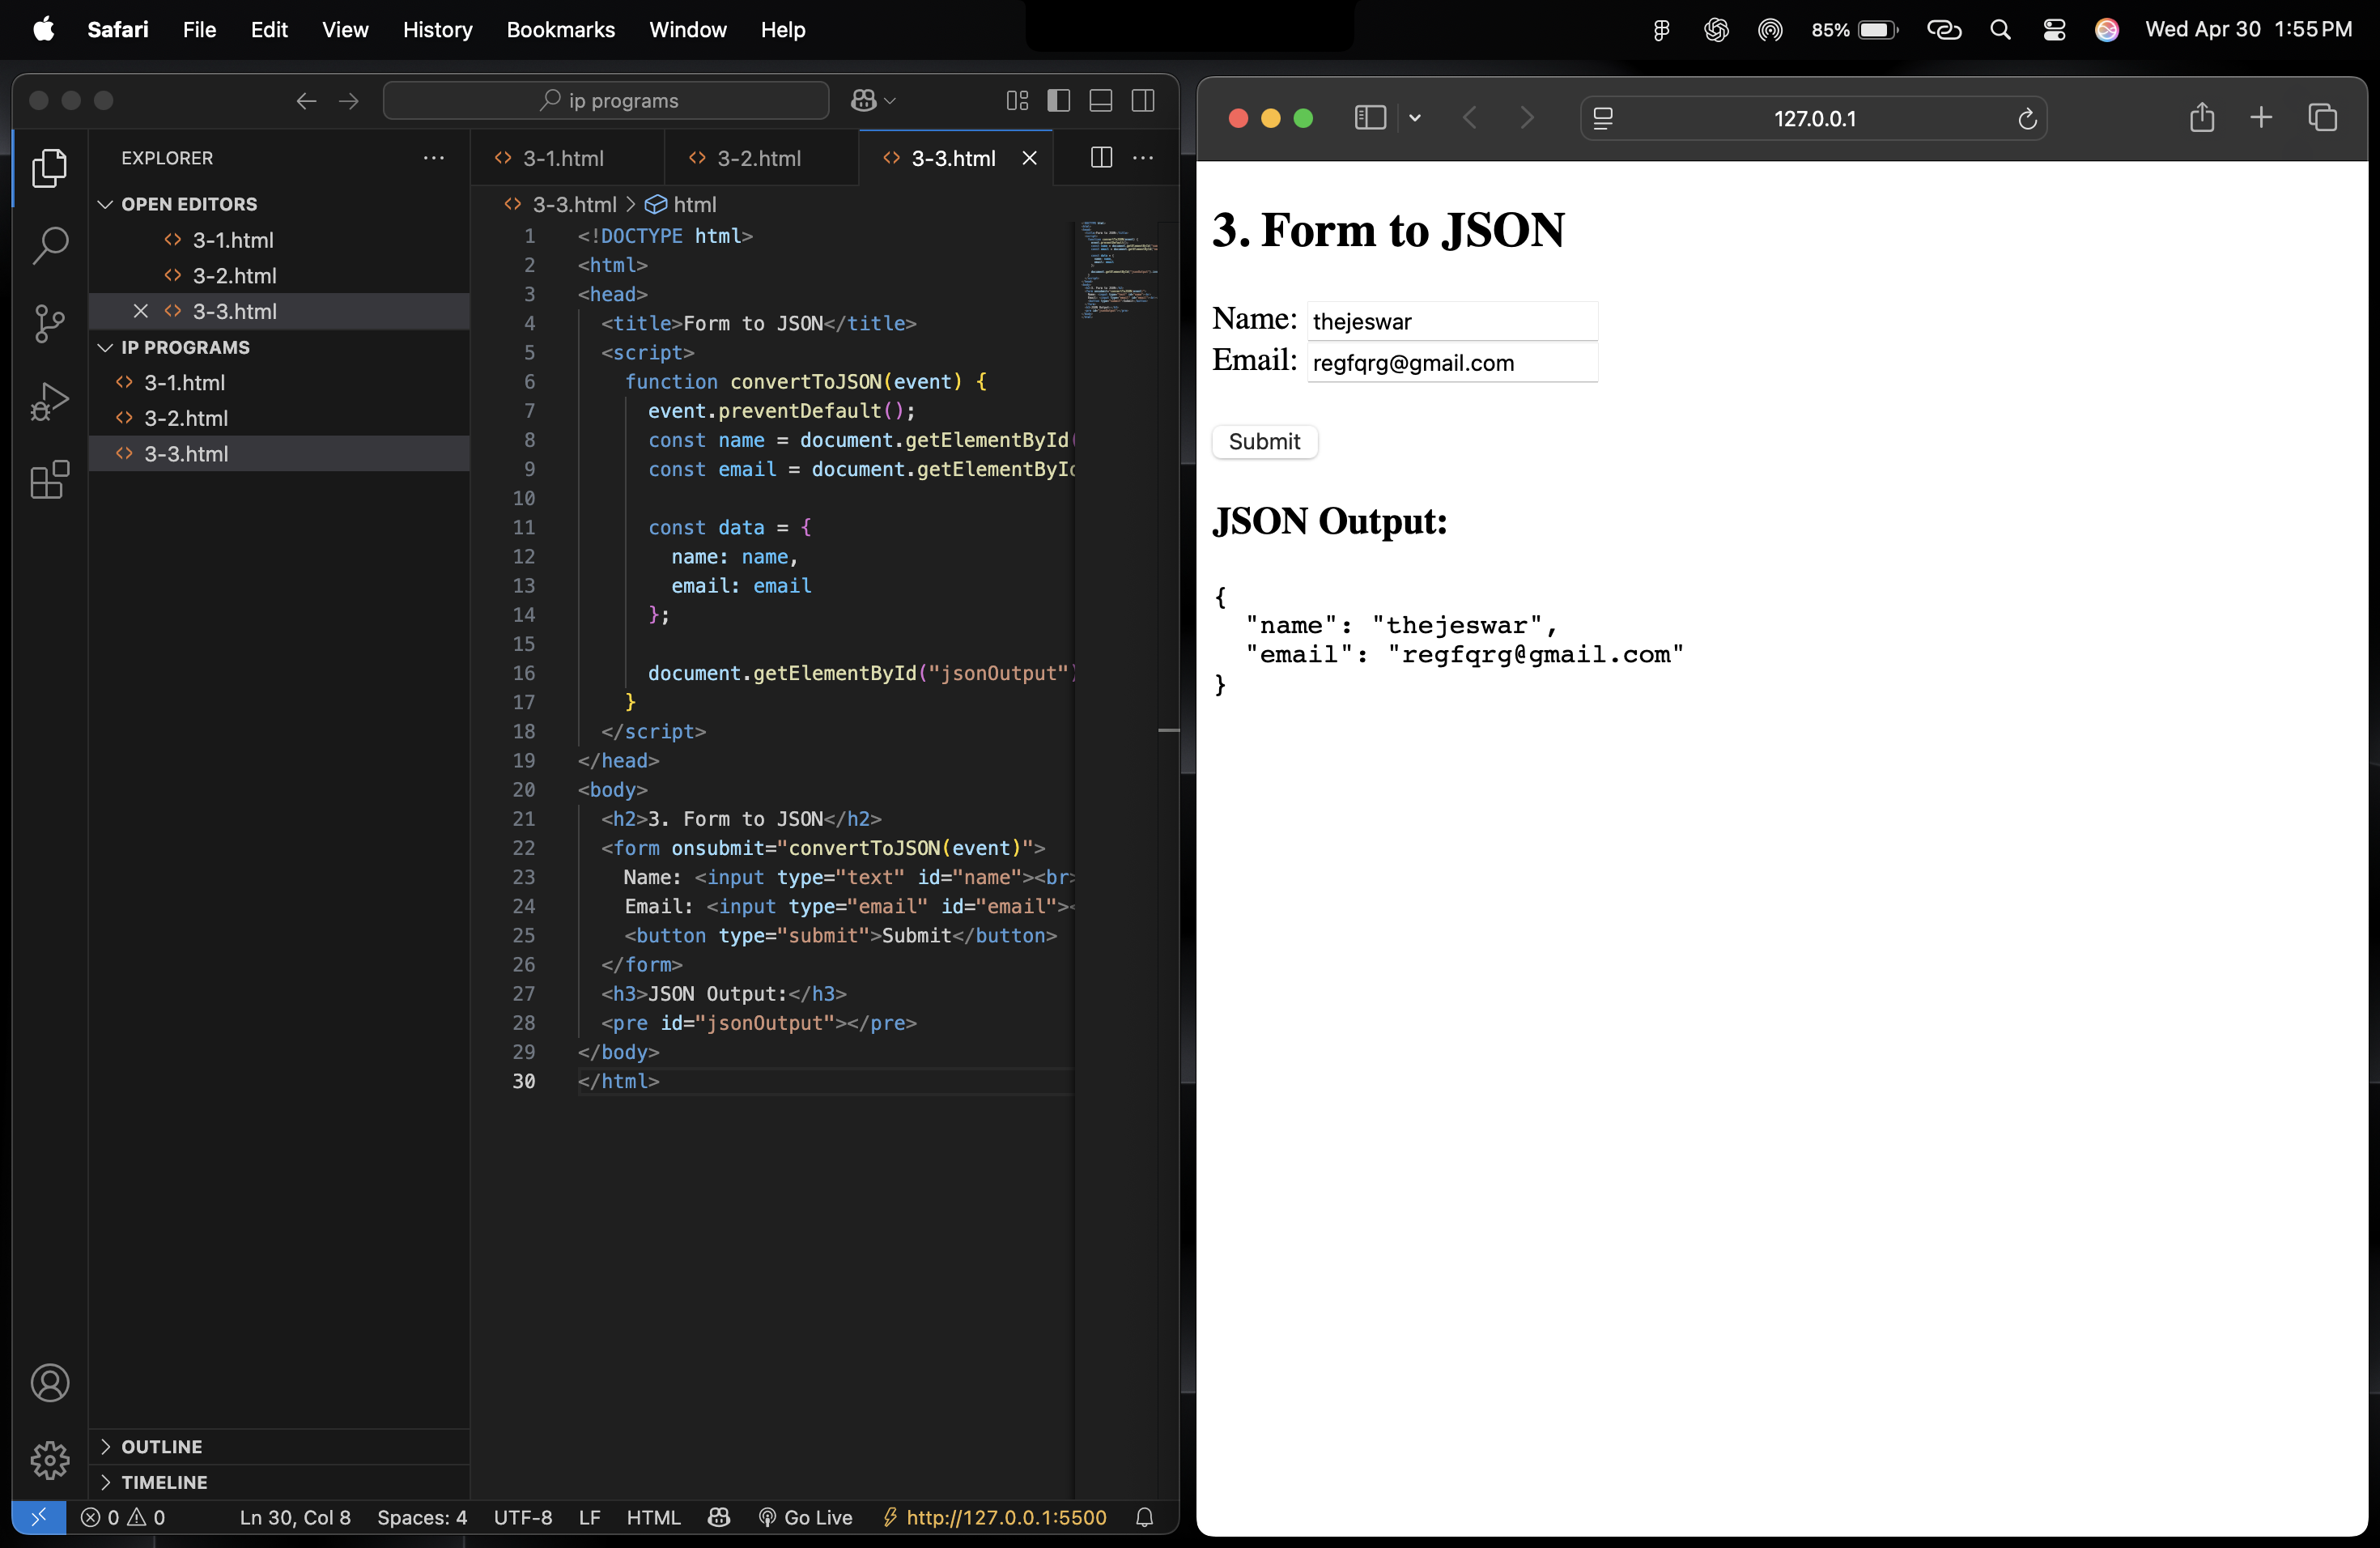 Safari File Edit View History Bookmarks Window Help 85% Wed Apr 30 1:55 PM
ip programs
EXPLORER
OPEN EDITORS
3-1.html
3-2.html
3-3.html
IP PROGRAMS
3-1.html
3-2.html
3-3.html
OUTLINE
TIMELINE
3-1.html 3-2.html 3-3.html
3-3.html > html
1 <!DOCTYPE html>
2 <html>
3 <head>
4 <title>Form to JSON</title>
5 <script>
6 function convertToJSON(event) {
7 event.preventDefault();
8 const name = document.getElementById(
9 const email = document.getElementById
10
11 const data = {
12 name: name,
13 email: email
14 };
15
16 document.getElementById("jsonOutput")
17 }
18 </script>
19 </head>
20 <body>
21 <h2>3. Form to JSON</h2>
22 <form onsubmit="convertToJSON(event)">
23 Name: <input type="text" id="name"><br>
24 Email: <input type="email" id="email"><
25 <button type="submit">Submit</button>
26 </form>
27 <h3>JSON Output:</h3>
28 <pre id="jsonOutput"></pre>
29 </body>
30 </html>
0 0 Ln 30, Col 8 Spaces: 4 UTF-8 LF HTML Go Live http://127.0.0.1:5500
127.0.0.1
3. Form to JSON
Name: thejeswar
Email: regfqrg@gmail.com
Submit
JSON Output:
{
"name": "thejeswar",
"email": "regfqrg@gmail.com"
}